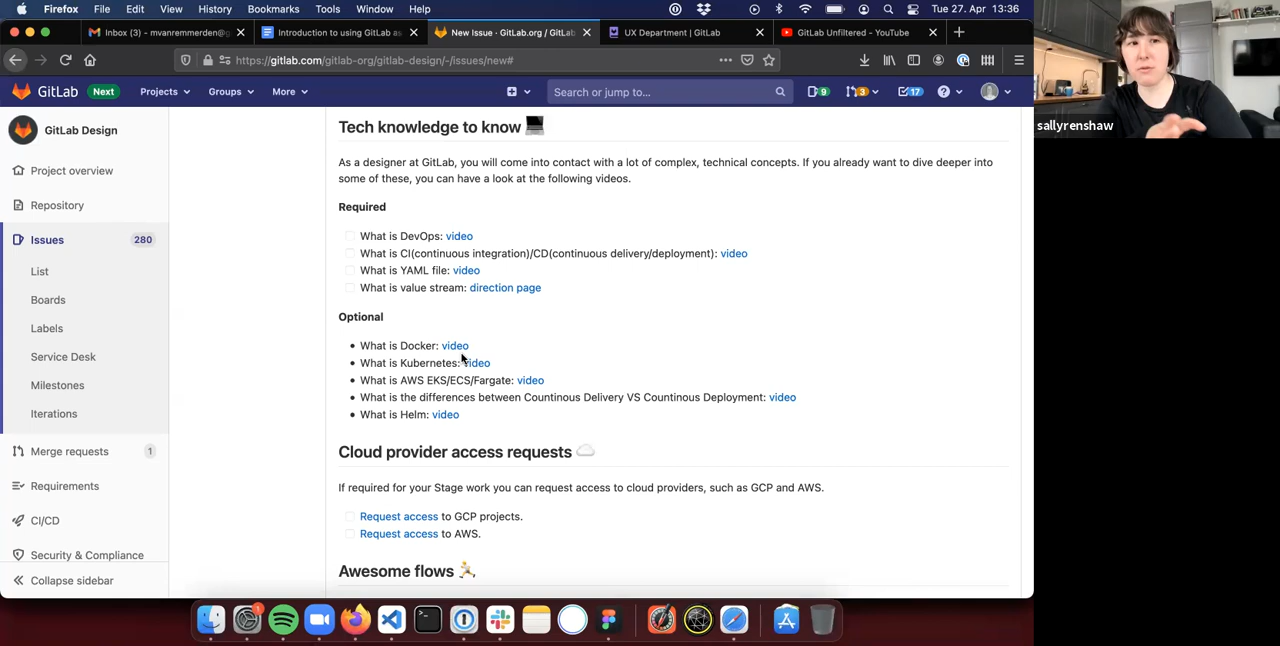 Firefox File Edit View History Bookmarks Tools Window Help Tue 27. Apr 13:36
Inbox (3) - mvanremmerden@g Introduction to using GitLab as New Issue · GitLab.org / GitLab UX Department | GitLab GitLab Unfiltered - YouTube
https://gitlab.com/gitlab-org/gitlab-design/-/issues/new#
GitLab Next Projects Groups More Search or jump to... 9 3 17
sallyrenshaw
GitLab Design
Project overview
Repository
Issues 280
List
Boards
Labels
Service Desk
Milestones
Iterations
Merge requests 1
Requirements
CI/CD
Security & Compliance
Collapse sidebar
Tech knowledge to know
As a designer at GitLab, you will come into contact with a lot of complex, technical concepts. If you already want to dive deeper into
some of these, you can have a look at the following videos.
Required
What is DevOps: video
What is CI(continuous integration)/CD(continuous delivery/deployment): video
What is YAML file: video
What is value stream: direction page
Optional
• What is Docker: video
• What is Kubernetes: video
• What is AWS EKS/ECS/Fargate: video
• What is the differences between Countinous Delivery VS Countinous Deployment: video
• What is Helm: video
Cloud provider access requests
If required for your Stage work you can request access to cloud providers, such as GCP and AWS.
Request access to GCP projects.
Request access to AWS.
Awesome flows
1